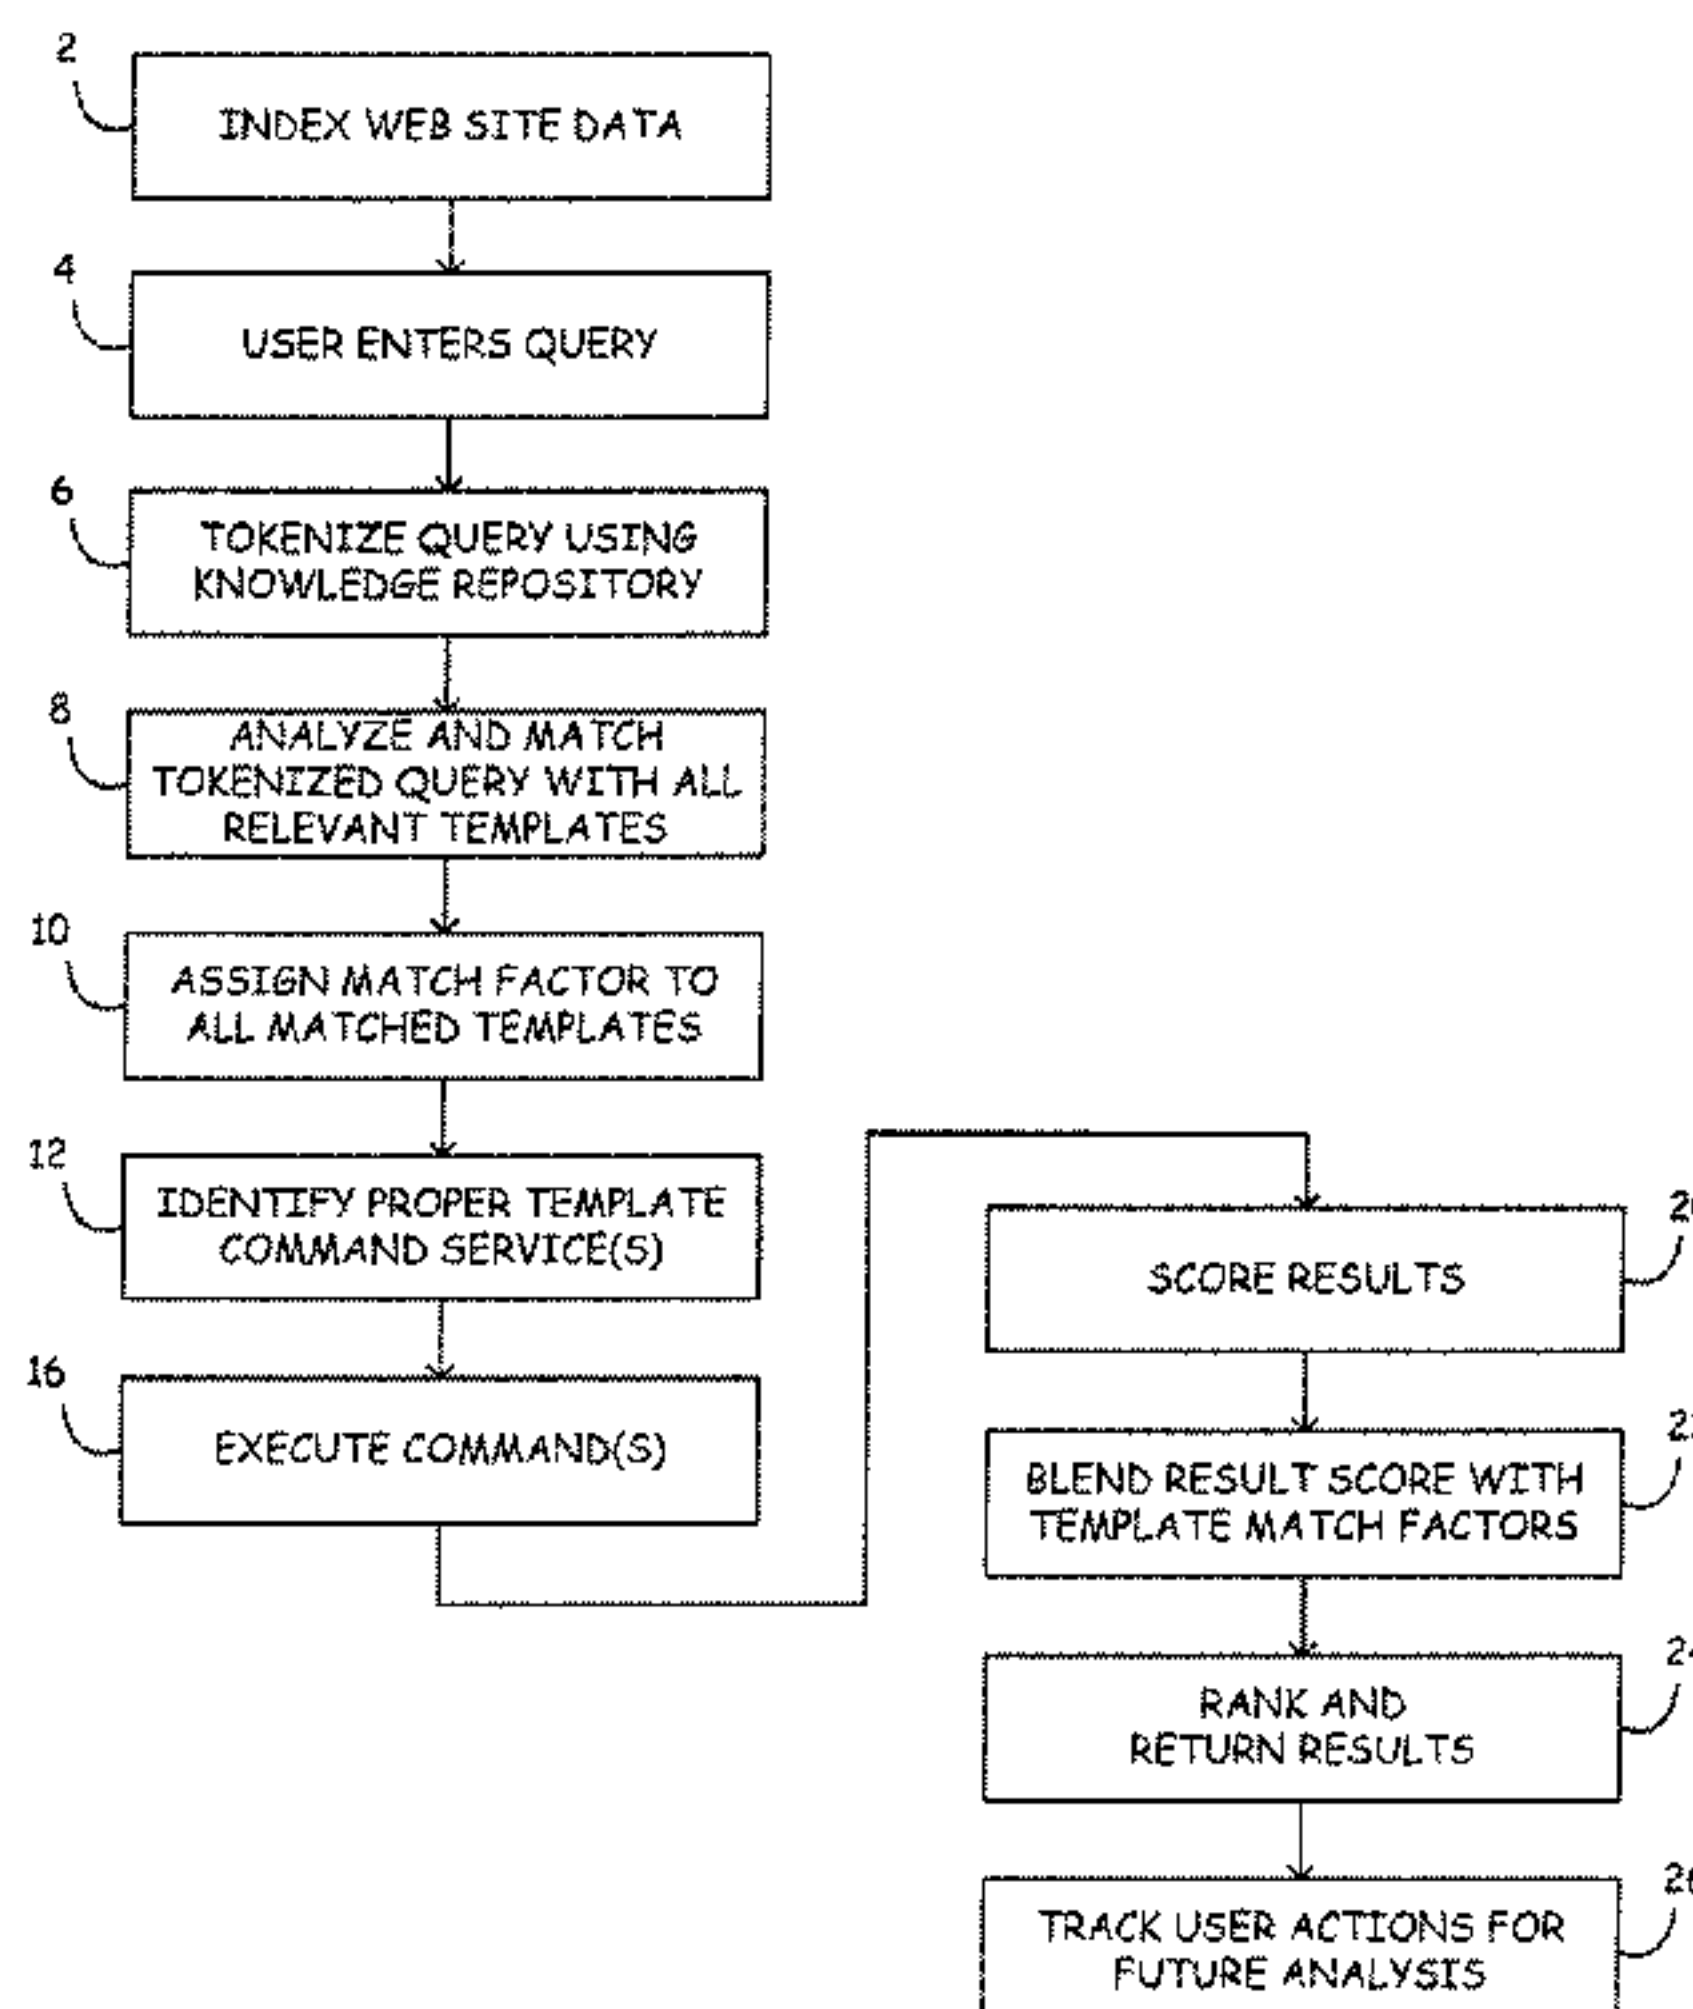 2
INDEX WEB SITE DATA
4
USER ENTERS QUERY
6
TOKENIZE QUERY USING
KNOWLEDGE REPOSITORY
8
ANALYZE AND MATCH
TOKENIZED QUERY WITH ALL
RELEVANT TEMPLATES
10
ASSIGN MATCH FACTOR TO
ALL MATCHED TEMPLATES
12
IDENTIFY PROPER TEMPLATE
COMMAND SERVICE(S)
16
EXECUTE COMMAND(S)
SCORE RESULTS
BLEND RESULT SCORE WITH
TEMPLATE MATCH FACTORS
24
RANK AND
RETURN RESULTS
TRACK USER ACTIONS FOR
FUTURE ANALYSIS